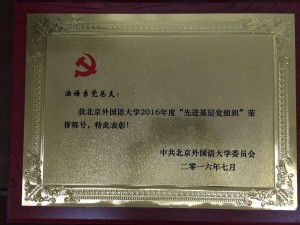 法语系党总支：
获北京外国语大学2016年度“先进基层党组织”荣
誉称号，特此表彰！
中共北京外国语大学委员会
二零一六年七月